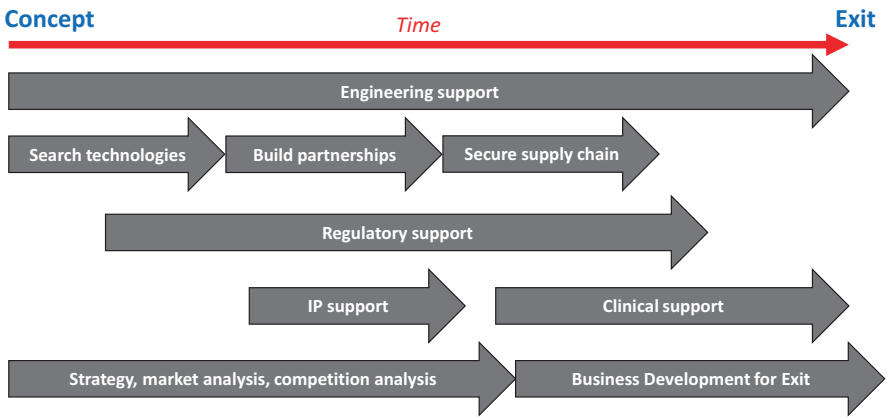 Concept
Time
Exit
Engineering support
Search technologies
Build partnerships
Secure supply chain
Regulatory support
IP support
Clinical support
Strategy, market analysis, competition analysis
Business Development for Exit